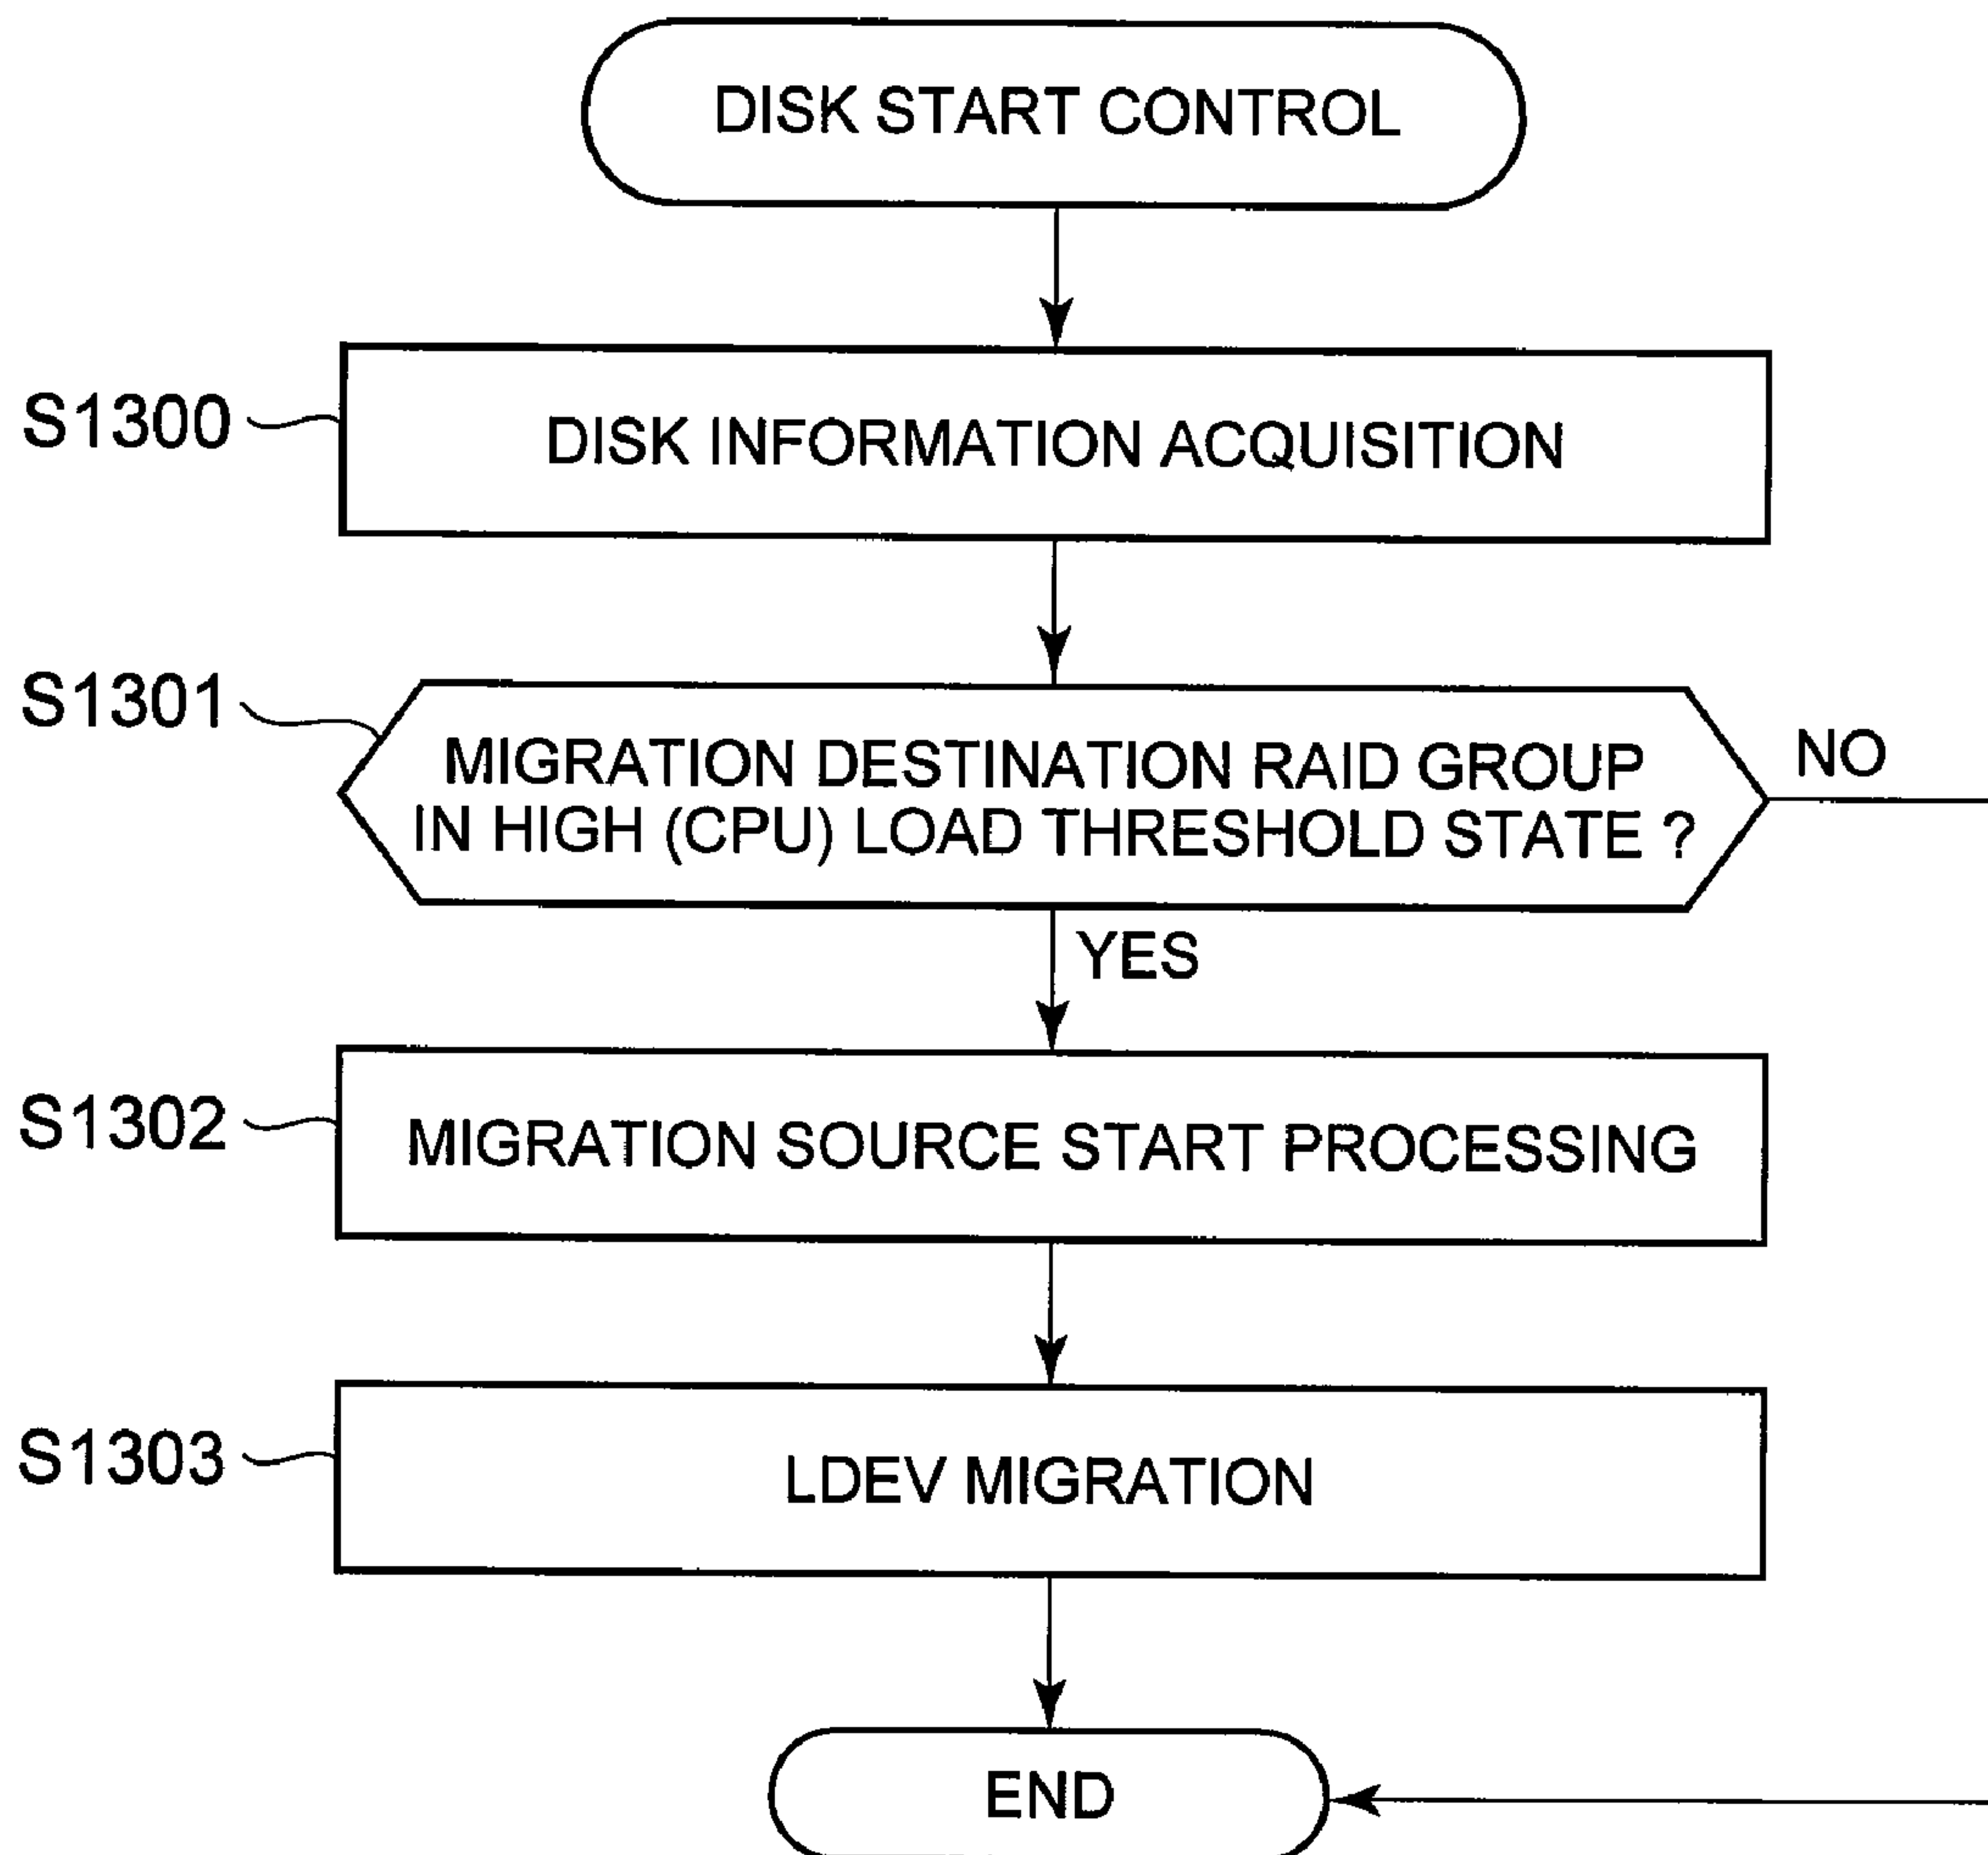 DISK START CONTROL
S1300
DISK INFORMATION ACQUISITION
S1301
MIGRATION DESTINATION RAID GROUP
IN HIGH (CPU) LOAD THRESHOLD STATE ?
NO
YES
S1302
MIGRATION SOURCE START PROCESSING
S1303
LDEV MIGRATION
END